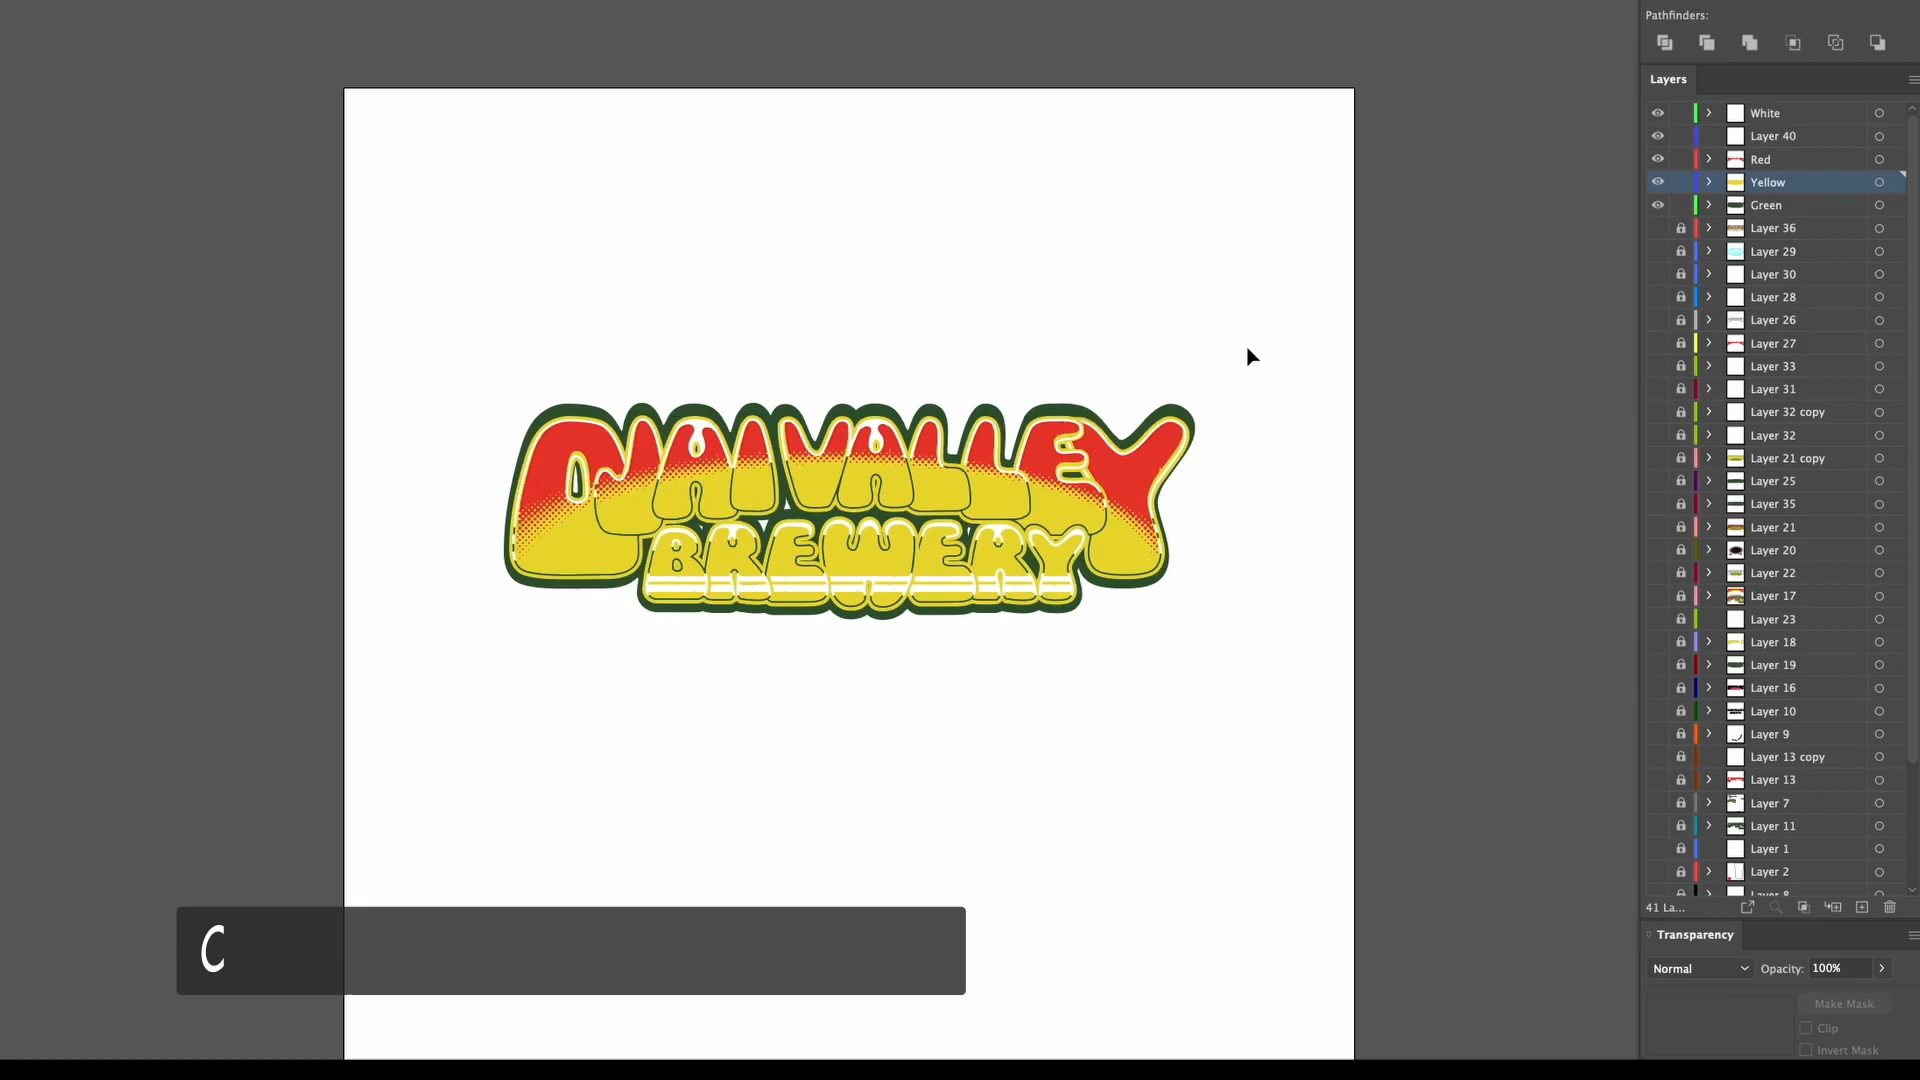 Pathfinders:
Layers
White
Layer 40
Red
Yellow
Green
Layer 36
Layer 29
Layer 30
Layer 28
Layer 26
Layer 27
Layer 33
Layer 31
Layer 32 copy
Layer 32
Layer 21 copy
Layer 25
Layer 35
Layer 21
Layer 20
Layer 22
Layer 17
Layer 23
Layer 18
Layer 19
Layer 16
Layer 10
Layer 9
Layer 13 copy
Layer 13
Layer 7
Layer 11
Layer 1
Layer 2
Layer 8
41 La...
Transparency
Normal
Opacity: 100%
Make Mask
Clip
Invert Mask
VALLEY
BREWERY
C